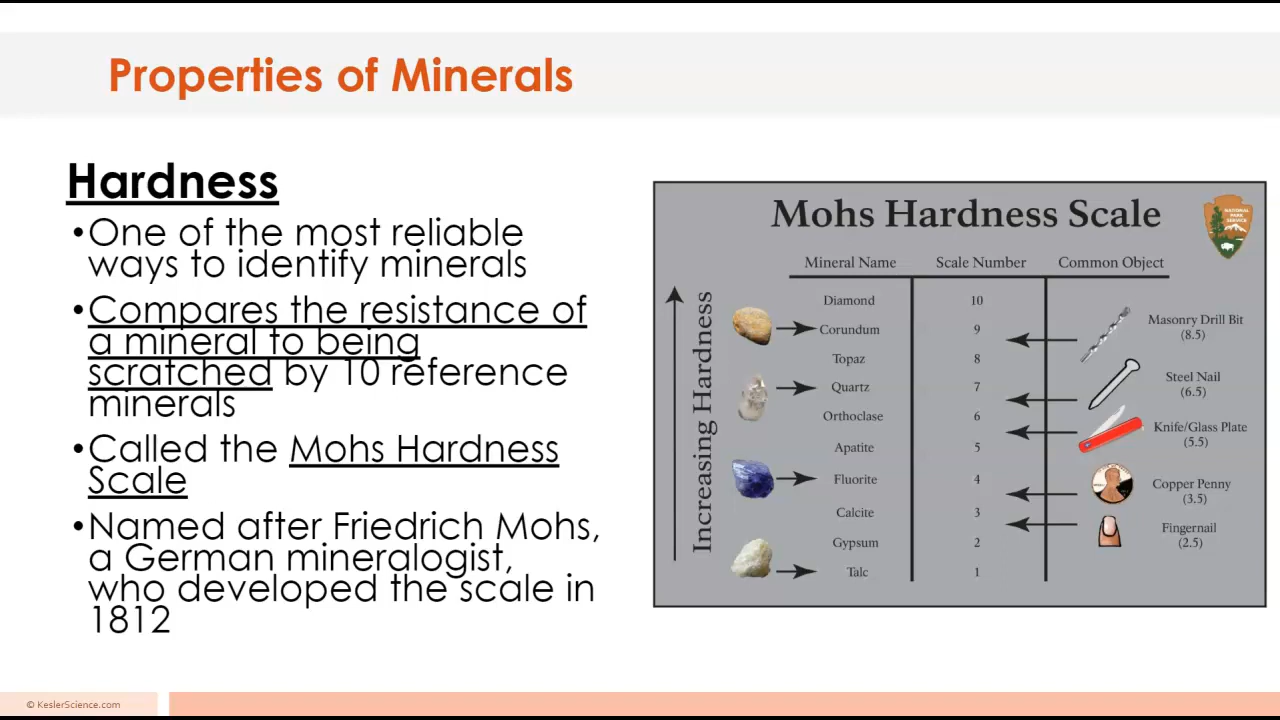 Properties of Minerals
Hardness
•One of the most reliable
ways to identify minerals
•Compares the resistance of
a mineral to being
scratched by 10 reference
minerals
•Called the Mohs Hardness
Scale
•Named after Friedrich Mohs,
a German mineralogist,
who developed the scale in
1812
Mohs Hardness Scale
NATIONAL
PARK
SERVICE
Mineral Name Scale Number Common Object
Increasing Hardness
Diamond 10
Corundum 9
Masonry Drill Bit
(8.5)
Topaz 8
Quartz 7
Steel Nail
(6.5)
Orthoclase 6
Knife/Glass Plate
(5.5)
Apatite 5
Fluorite 4
Copper Penny
(3.5)
Calcite 3
Fingernail
(2.5)
Gypsum 2
Talc 1
© KeslerScience.com